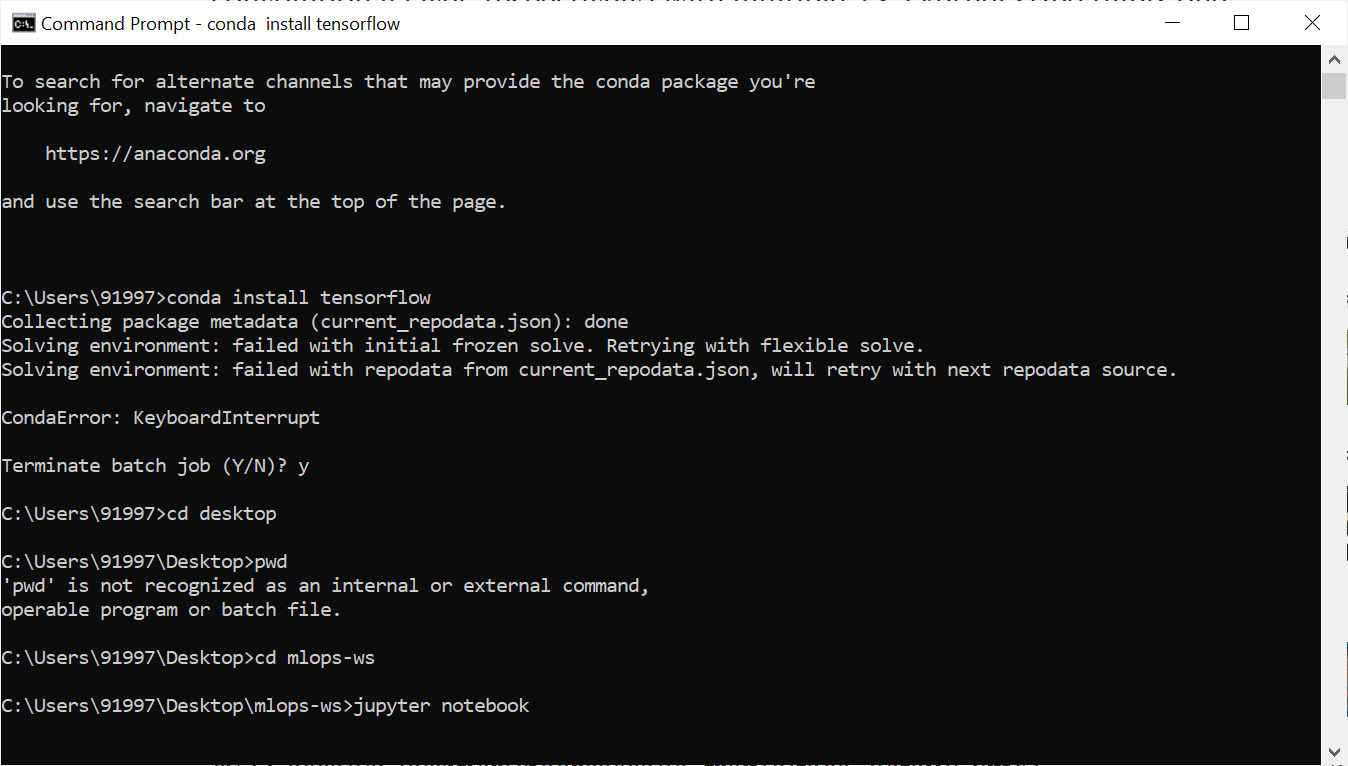 Command Prompt - conda  install tensorflow
To search for alternate channels that may provide the conda package you're
looking for, navigate to
https://anaconda.org
and use the search bar at the top of the page.
C:\Users\91997>conda install tensorflow
Collecting package metadata (current_repodata.json): done
Solving environment: failed with initial frozen solve. Retrying with flexible solve.
Solving environment: failed with repodata from current_repodata.json, will retry with next repodata source.
CondaError: KeyboardInterrupt
Terminate batch job (Y/N)? y
C:\Users\91997>cd desktop
C:\Users\91997\Desktop>pwd
'pwd' is not recognized as an internal or external command,
operable program or batch file.
C:\Users\91997\Desktop>cd mlops-ws
C:\Users\91997\Desktop\mlops-ws>jupyter notebook